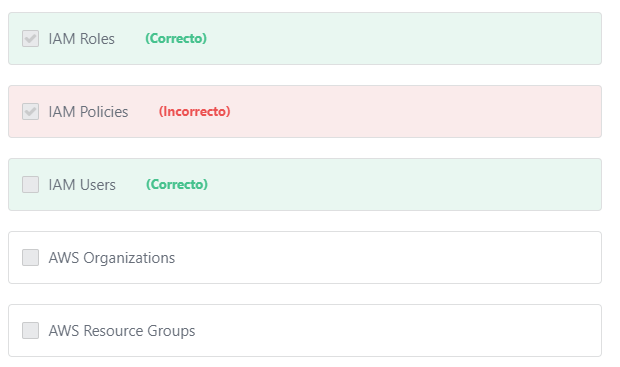 IAM Roles (Correcto)
IAM Policies (Incorrecto)
IAM Users (Correcto)
AWS Organizations
AWS Resource Groups